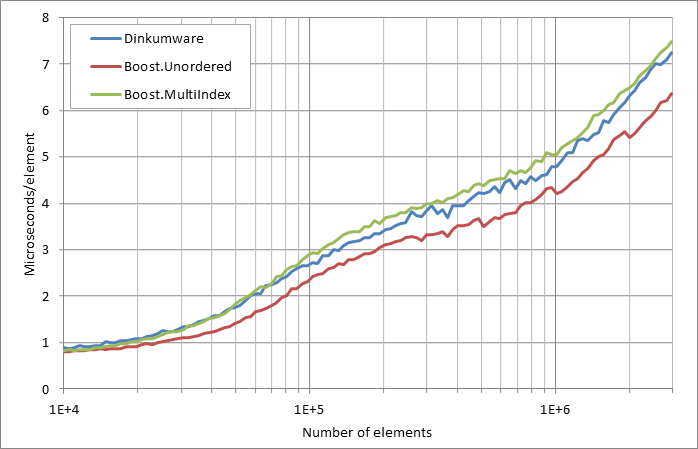 8
7
6
5
4
3
2
1
0
Microseconds/element
Dinkumware
Boost.Unordered
Boost.MultiIndex
1E+4
1E+5
1E+6
Number of elements